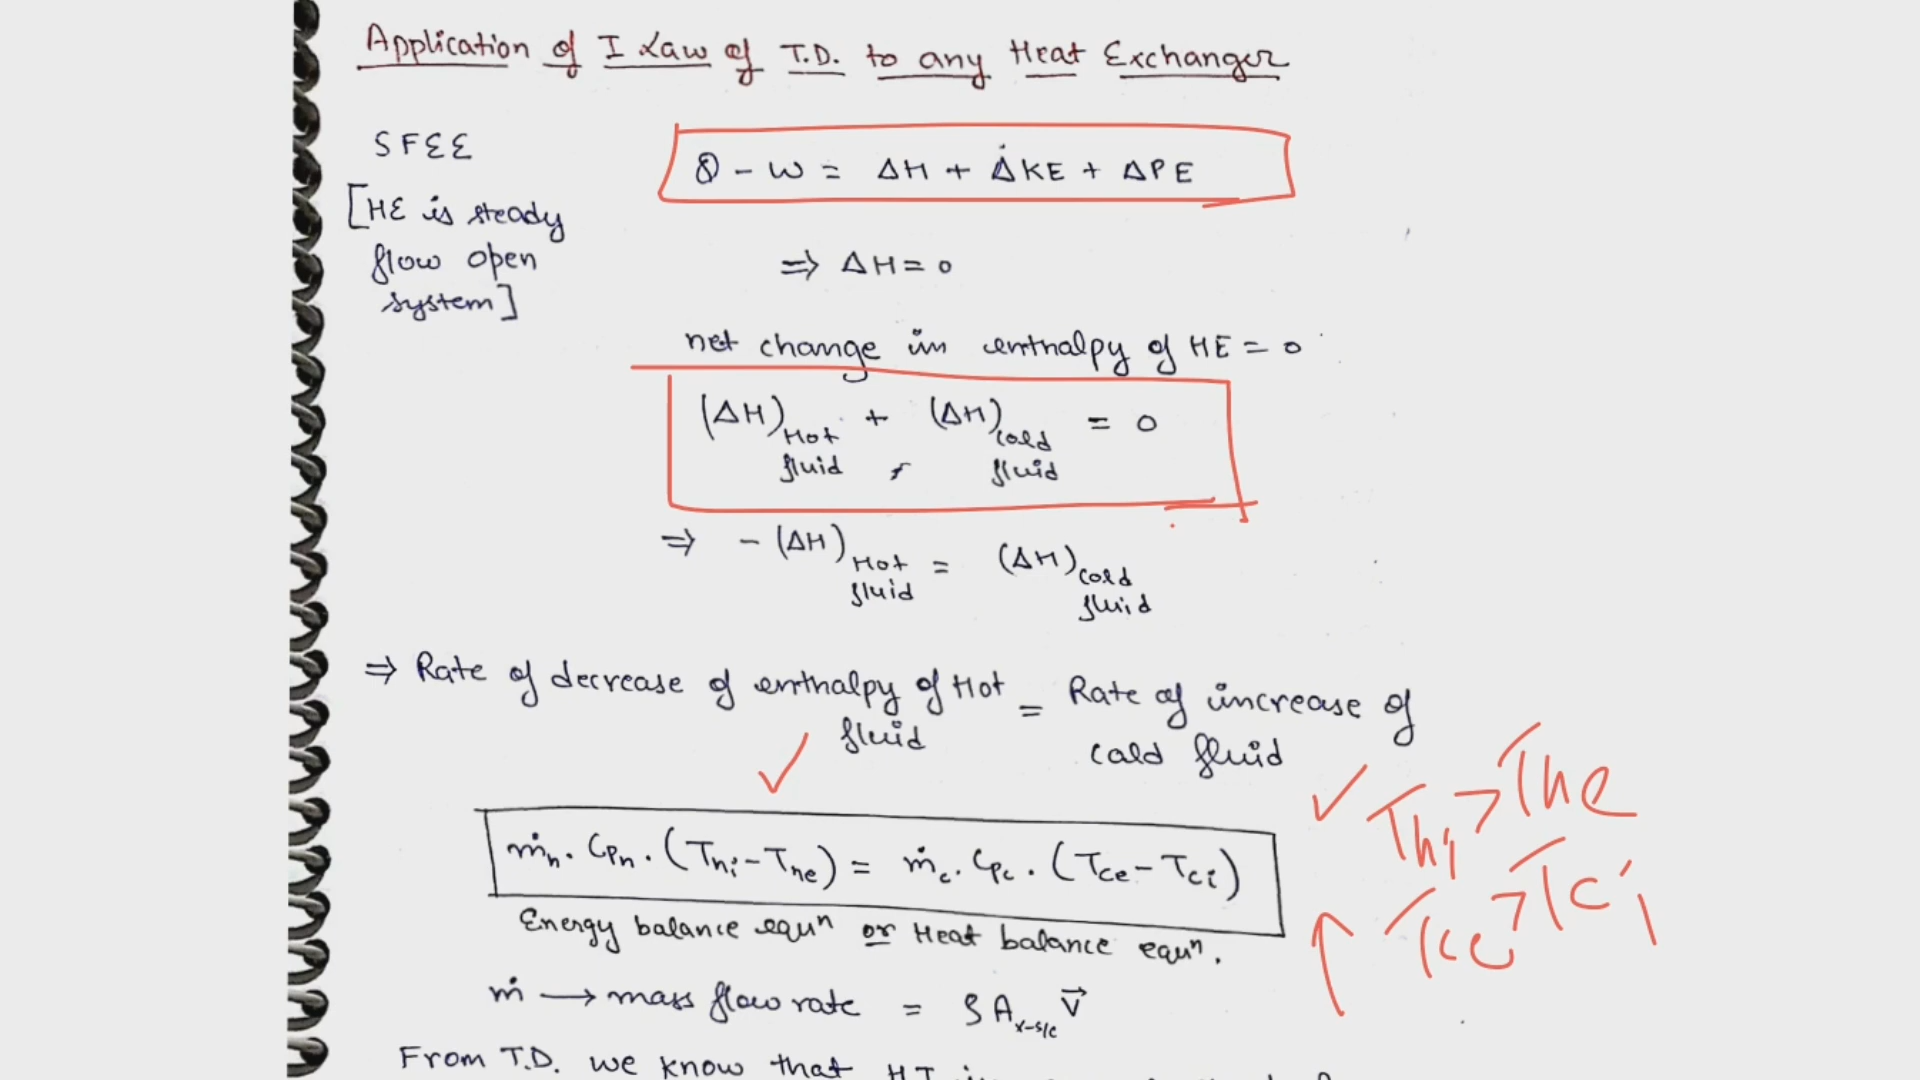 Application of I Law of T.D. to any Heat Exchanger
SFEE
Q - W = ΔH + ΔKE + ΔPE
[HE is steady
flow open
system]
⇒ ΔH = 0
net change in enthalpy of HE = 0
(ΔH)Hot fluid + (ΔH)cold fluid = 0
⇒ - (ΔH)Hot fluid = (ΔH)cold fluid
⇒ Rate of decrease of enthalpy of Hot fluid = Rate of increase of cold fluid
ṁh . Cph . (Thi - The) = ṁc . Cpc . (Tce - Tci)
✓ Thi > The
Tce > Tci
Energy balance equn or Heat balance equn.
ṁ → mass flow rate = ρ Ax-s/c V⃗
From T.D. we know that